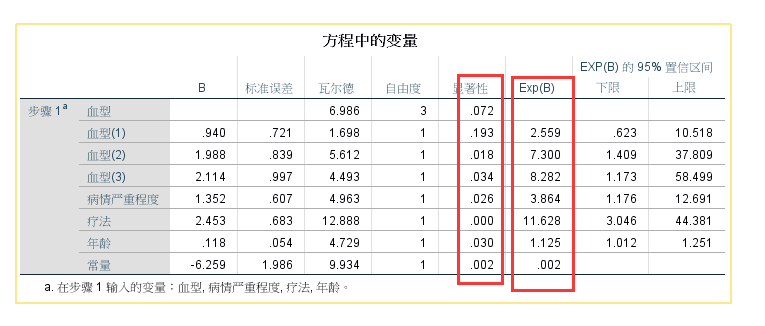 方程中的变量
EXP(B) 的 95% 置信区间
B 标准误差 瓦尔德 自由度 显著性 Exp(B) 下限 上限
步骤 1a 血型 6.986 3 .072
血型(1) .940 .721 1.698 1 .193 2.559 .623 10.518
血型(2) 1.988 .839 5.612 1 .018 7.300 1.409 37.809
血型(3) 2.114 .997 4.493 1 .034 8.282 1.173 58.499
病情严重程度 1.352 .607 4.963 1 .026 3.864 1.176 12.691
疗法 2.453 .683 12.888 1 .000 11.628 3.046 44.381
年龄 .118 .054 4.729 1 .030 1.125 1.012 1.251
常量 -6.259 1.986 9.934 1 .002 .002
a. 在步骤 1 输入的变量：血型, 病情严重程度, 疗法, 年龄。